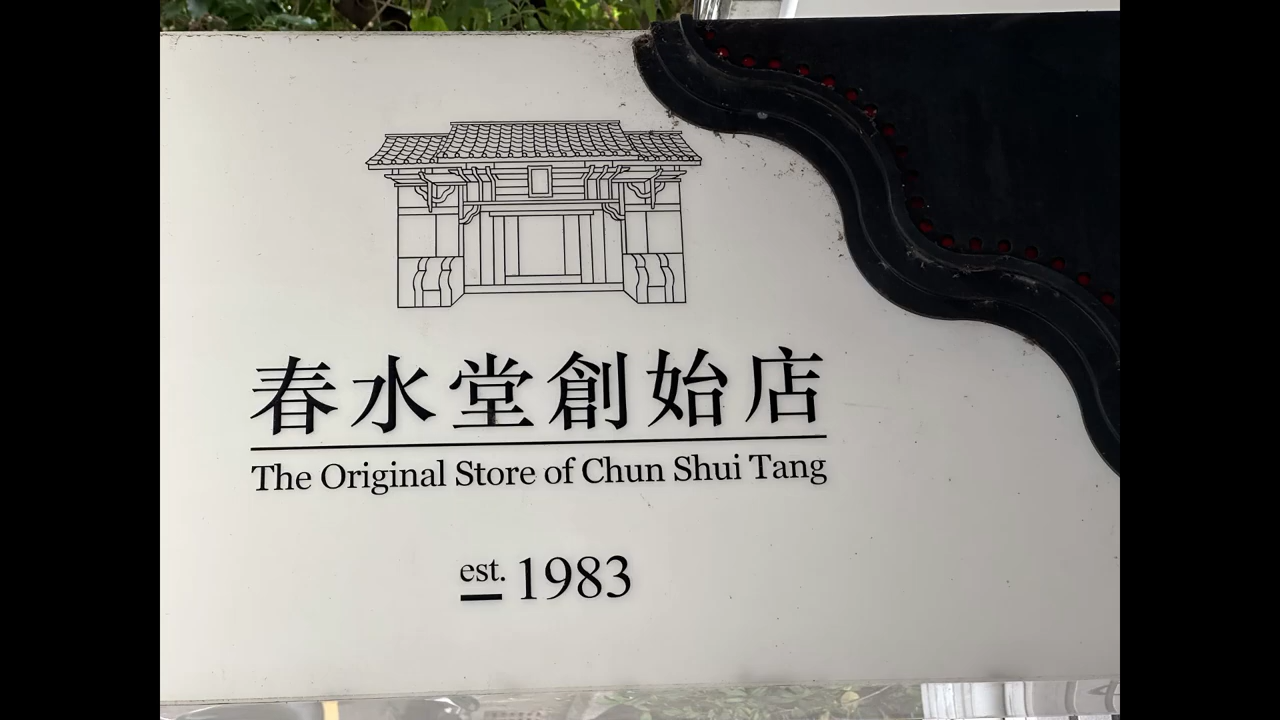 春水堂創始店
The Original Store of Chun Shui Tang
est. 1983